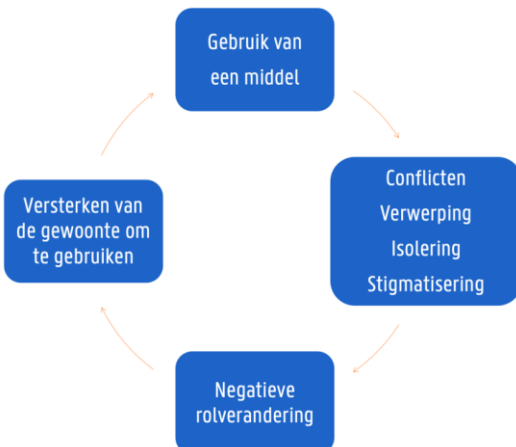 Gebruik van
een middel
Conflicten
Verwerping
Isolering
Stigmatisering
Negatieve
rolverandering
Versterken van
de gewoonte om
te gebruiken